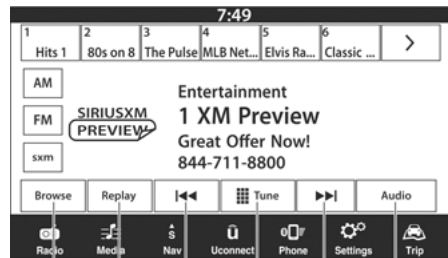 7:49
1 2 3 4 5 6
Hits 1 80s on 8 The Pulse MLB Net... Elvis Ra... Classic ... >
AM
FM
sxm
SIRIUSXM
PREVIEW
Entertainment
1 XM Preview
Great Offer Now!
844-711-8800
Browse Replay Tune Audio
Radio Media Nav Uconnect Phone Settings Trip